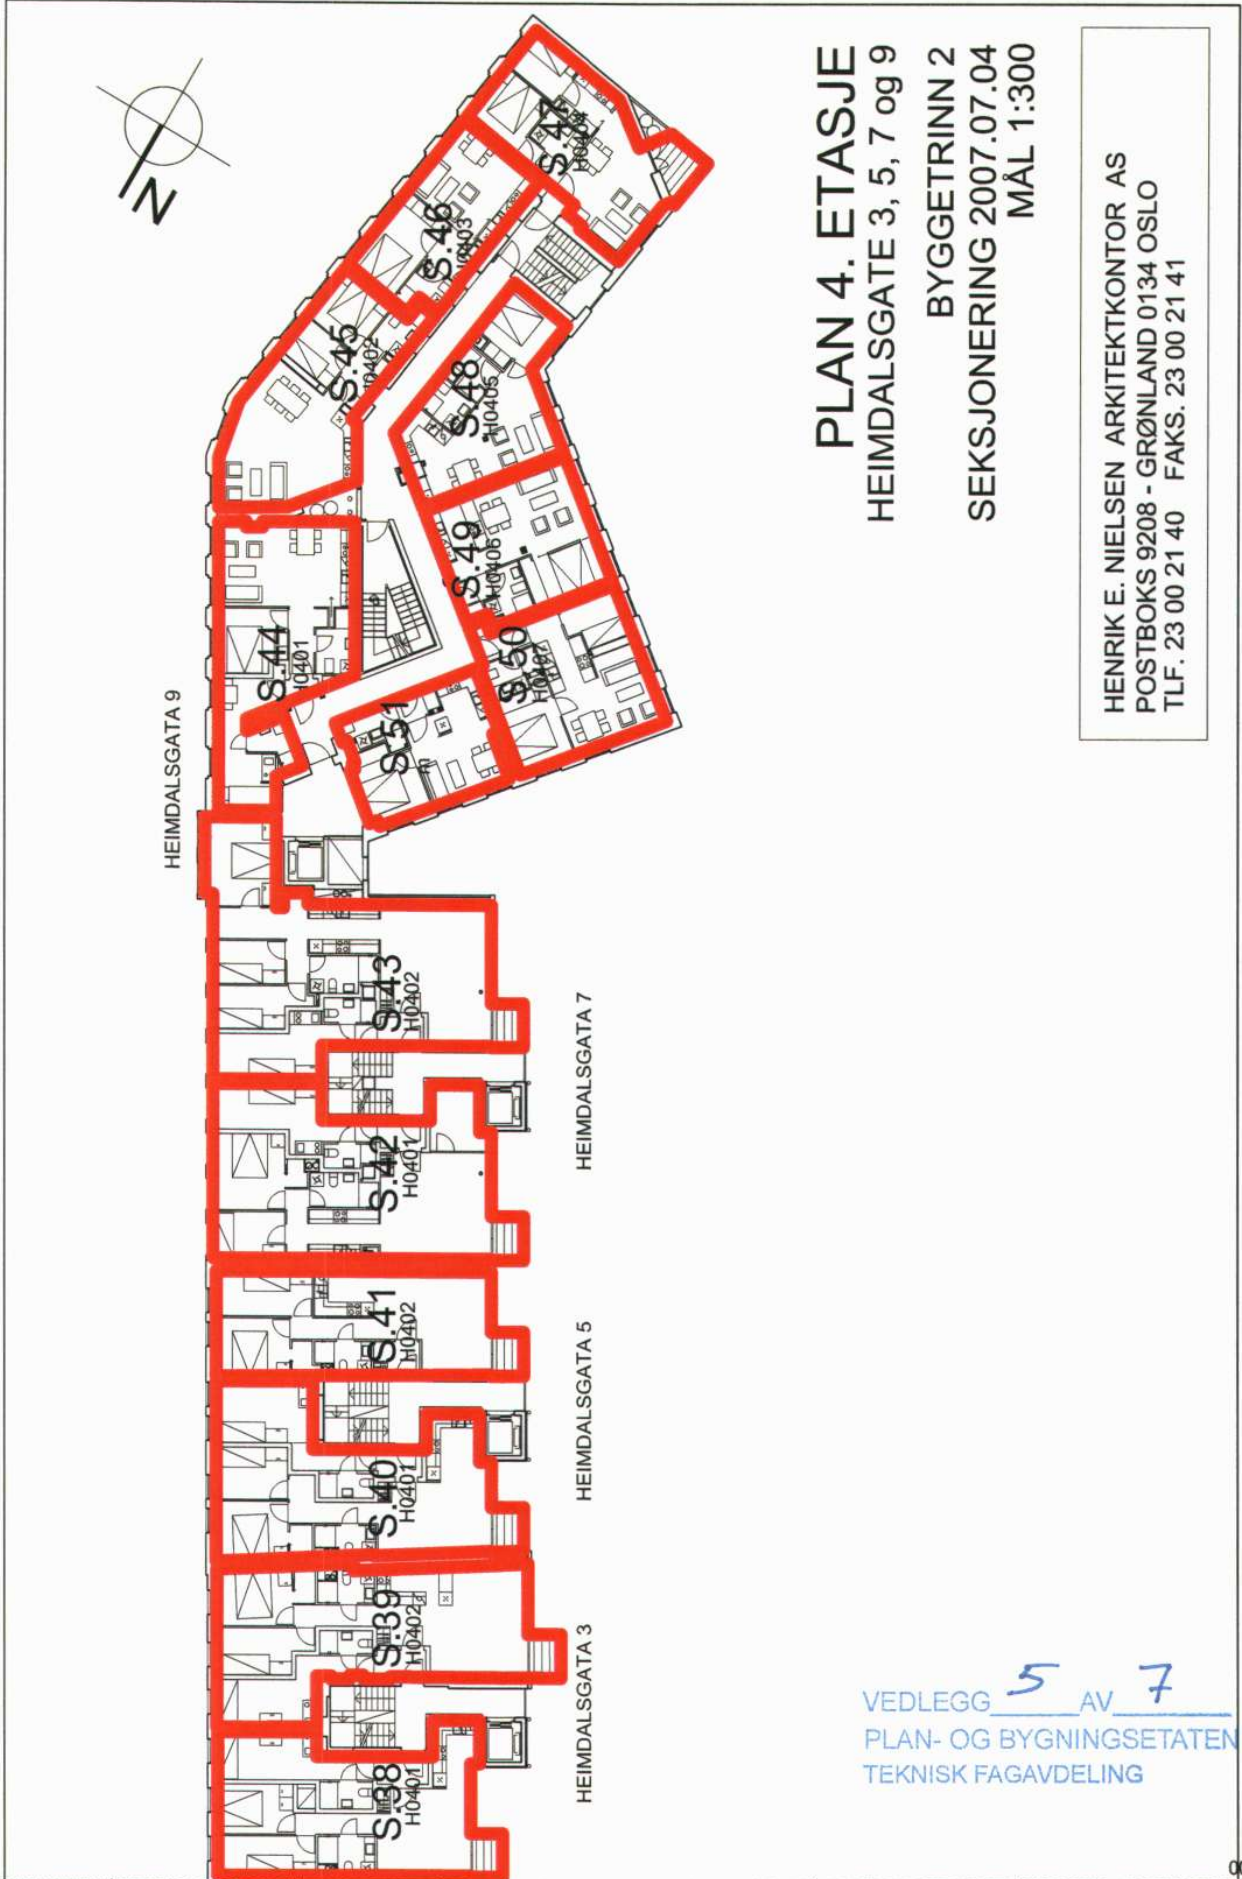 PLAN 4. ETASJE
HEIMDALSGATE 3, 5, 7 og 9
BYGGETRINN 2
SEKSJONERING 2007.07.04
MÅL 1:300
HENRIK E. NIELSEN ARKITEKTKONTOR AS
POSTBOKS 9208 - GRØNLAND 0134 OSLO
TLF. 23 00 21 40 FAKS. 23 00 21 41
N
HEIMDALSGATA 9
S.47
H0404
S.46
H0403
S.45
H0402
S.48
H0405
S.49
H0406
S.50
H0407
S.44
H0401
S.51
HEIMDALSGATA 7
S.43
H0402
S.42
H0401
HEIMDALSGATA 5
S.41
H0402
S.40
H0401
HEIMDALSGATA 3
S.39
H0402
S.38
H0401
VEDLEGG 5 AV 7
PLAN- OG BYGNINGSETATEN
TEKNISK FAGAVDELING